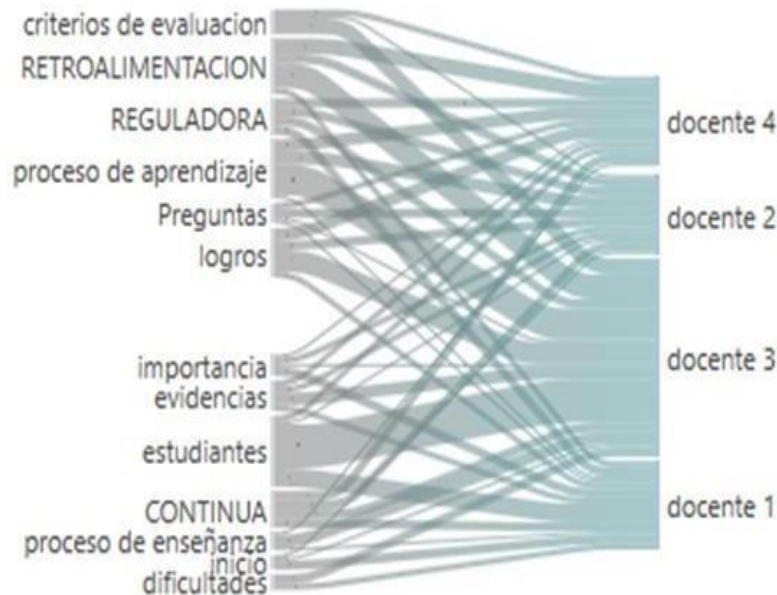 criterios de evaluacion
RETROALIMENTACION
REGULADORA
proceso de aprendizaje
Preguntas
logros
importancia
evidencias
estudiantes
CONTINUA
proceso de enseñanza
inicio
dificultades
docente 4
docente 2
docente 3
docente 1